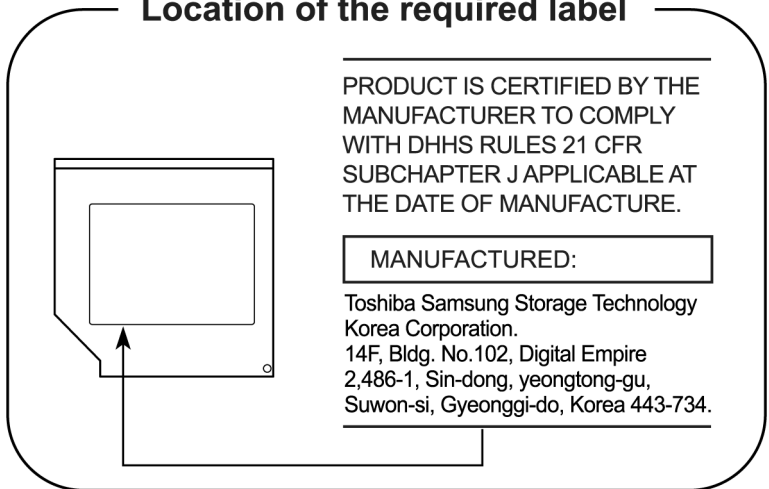 Location of the required label
PRODUCT IS CERTIFIED BY THE
MANUFACTURER TO COMPLY
WITH DHHS RULES 21 CFR
SUBCHAPTER J APPLICABLE AT
THE DATE OF MANUFACTURE.
MANUFACTURED:
Toshiba Samsung Storage Technology
Korea Corporation.
14F, Bldg. No.102, Digital Empire
2,486-1, Sin-dong, yeongtong-gu,
Suwon-si, Gyeonggi-do, Korea 443-734.